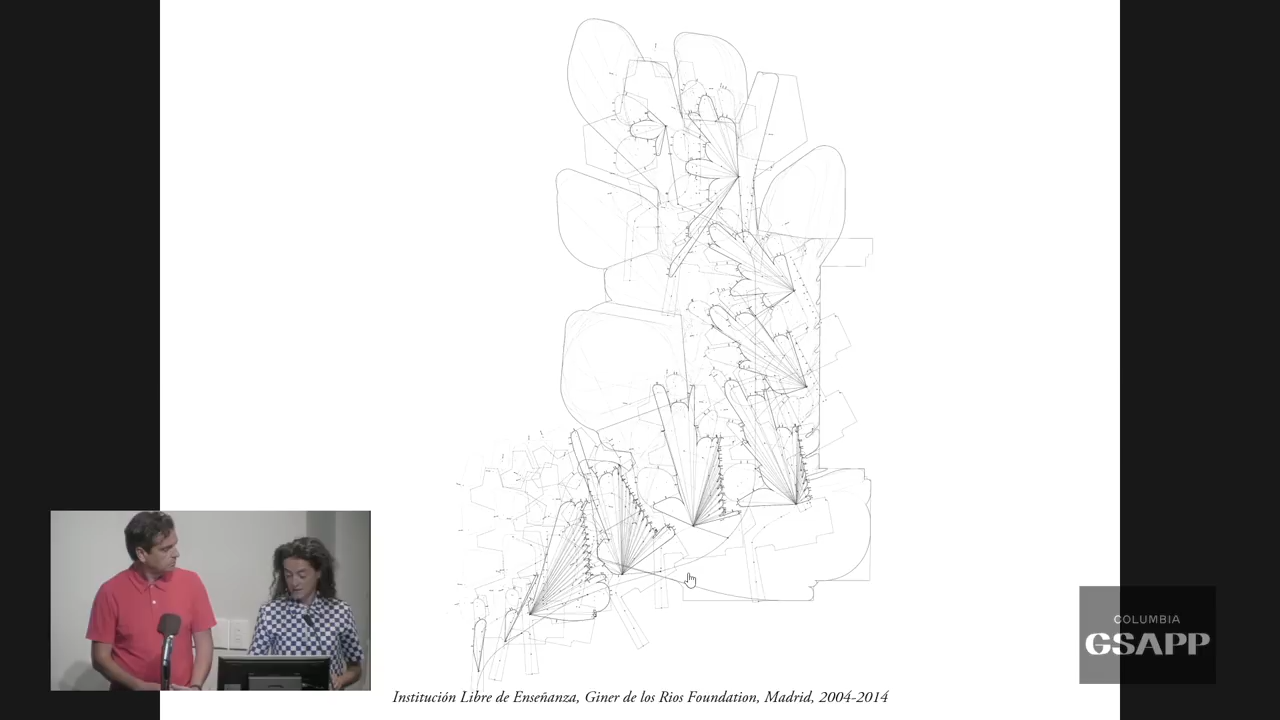 COLUMBIA
GSAPP
Institución Libre de Enseñanza, Giner de los Rios Foundation, Madrid, 2004-2014